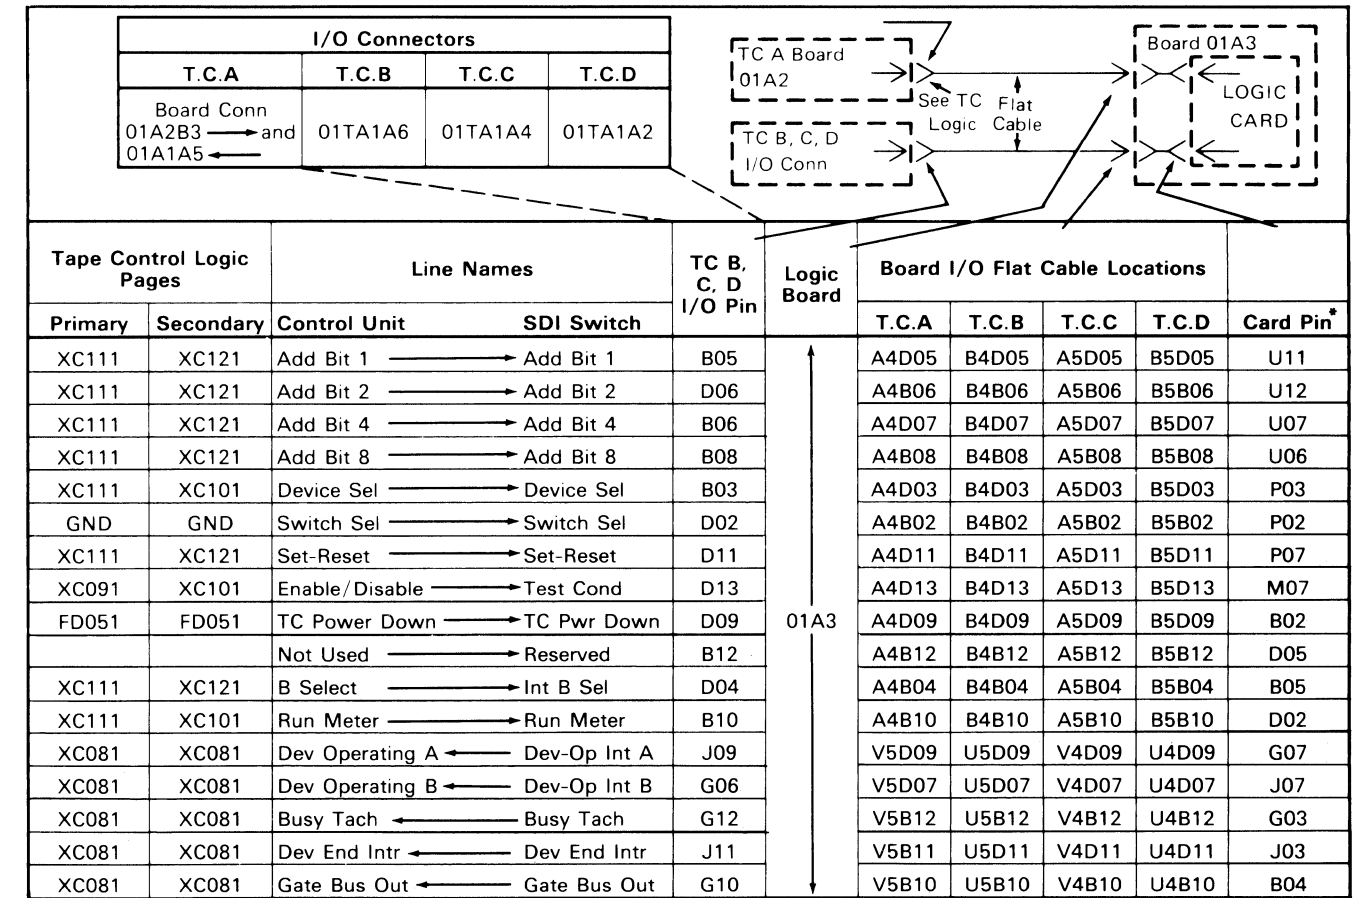 I/O Connectors
T.C.A T.C.B T.C.C T.C.D
Board Conn
01A2B3 and
01A1A5
01TA1A6 01TA1A4 01TA1A2
TC A Board
01A2
See TC
Logic
Flat
Cable
TC B, C, D
I/O Conn
Board 01A3
LOGIC
CARD
Tape Control Logic
Pages
Line Names
TC B,
C, D
I/O Pin
Logic
Board
Board I/O Flat Cable Locations
Primary Secondary Control Unit SDI Switch T.C.A T.C.B T.C.C T.C.D Card Pin*
XC111 XC121 Add Bit 1 Add Bit 1 B05 A4D05 B4D05 A5D05 B5D05 U11
XC111 XC121 Add Bit 2 Add Bit 2 D06 A4B06 B4B06 A5B06 B5B06 U12
XC111 XC121 Add Bit 4 Add Bit 4 B06 A4D07 B4D07 A5D07 B5D07 U07
XC111 XC121 Add Bit 8 Add Bit 8 B08 A4B08 B4B08 A5B08 B5B08 U06
XC111 XC101 Device Sel Device Sel B03 A4D03 B4D03 A5D03 B5D03 P03
GND GND Switch Sel Switch Sel D02 A4B02 B4B02 A5B02 B5B02 P02
XC111 XC121 Set-Reset Set-Reset D11 A4D11 B4D11 A5D11 B5D11 P07
XC091 XC101 Enable/Disable Test Cond D13 A4D13 B4D13 A5D13 B5D13 M07
FD051 FD051 TC Power Down TC Pwr Down D09 01A3 A4D09 B4D09 A5D09 B5D09 B02
Not Used Reserved B12 A4B12 B4B12 A5B12 B5B12 D05
XC111 XC121 B Select Int B Sel D04 A4B04 B4B04 A5B04 B5B04 B05
XC111 XC101 Run Meter Run Meter B10 A4B10 B4B10 A5B10 B5B10 D02
XC081 XC081 Dev Operating A Dev-Op Int A J09 V5D09 U5D09 V4D09 U4D09 G07
XC081 XC081 Dev Operating B Dev-Op Int B G06 V5D07 U5D07 V4D07 U4D07 J07
XC081 XC081 Busy Tach Busy Tach G12 V5B12 U5B12 V4B12 U4B12 G03
XC081 XC081 Dev End Intr Dev End Intr J11 V5B11 U5D11 V4D11 U4D11 J03
XC081 XC081 Gate Bus Out Gate Bus Out G10 V5B10 U5B10 V4B10 U4B10 B04